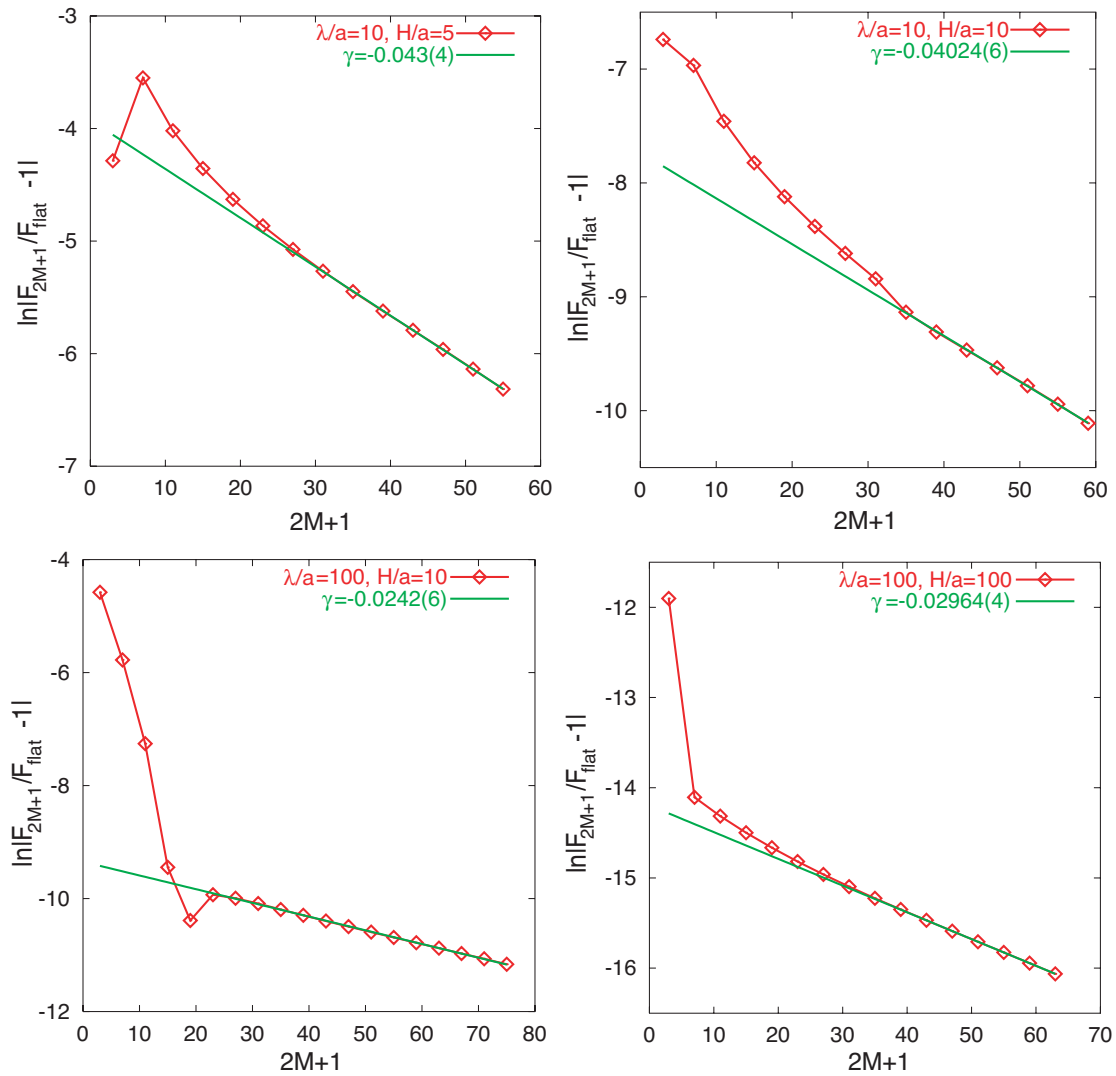 -3
-4
-5
-6
-7
0 10 20 30 40 50 60
2M+1
ln|F2M+1/Fflat -1|
λ/a=10, H/a=5
γ=-0.043(4)
-7
-8
-9
-10
0 10 20 30 40 50 60
2M+1
ln|F2M+1/Fflat -1|
λ/a=10, H/a=10
γ=-0.04024(6)
-4
-6
-8
-10
-12
0 10 20 30 40 50 60 70 80
2M+1
ln|F2M+1/Fflat -1|
λ/a=100, H/a=10
γ=-0.0242(6)
-12
-13
-14
-15
-16
0 10 20 30 40 50 60 70
2M+1
ln|F2M+1/Fflat -1|
λ/a=100, H/a=100
γ=-0.02964(4)